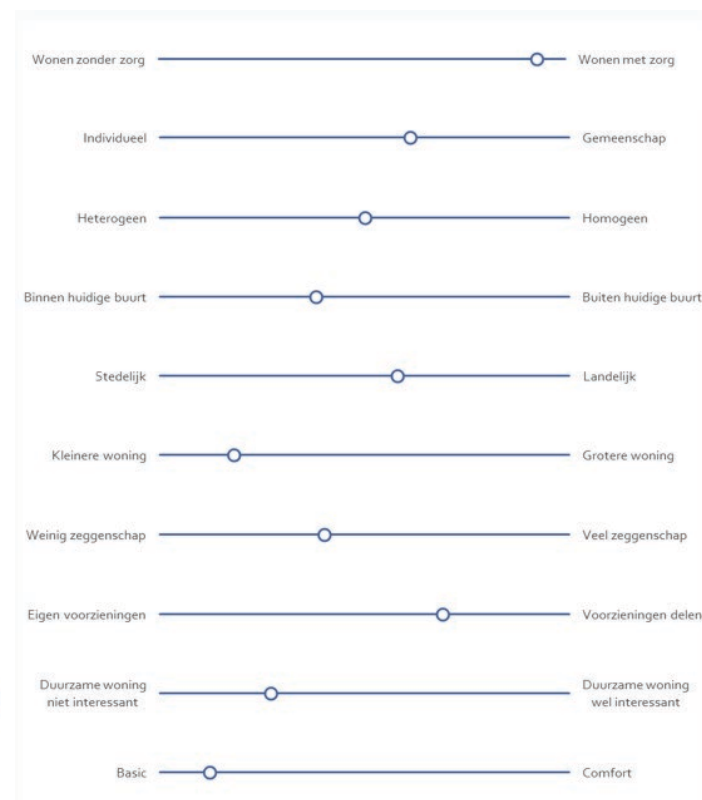 Wonen zonder zorg Wonen met zorg
Individueel Gemeenschap
Heterogeen Homogeen
Binnen huidige buurt Buiten huidige buurt
Stedelijk Landelijk
Kleinere woning Grotere woning
Weinig zeggenschap Veel zeggenschap
Eigen voorzieningen Voorzieningen delen
Duurzame woning
niet interessant
Duurzame woning
wel interessant
Basic Comfort